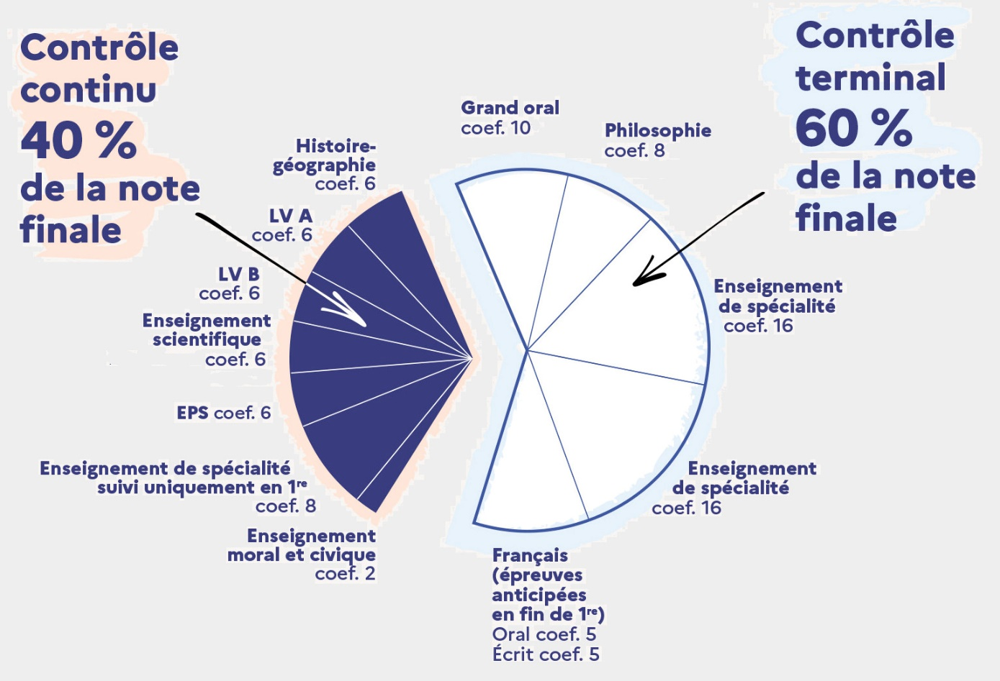 Contrôle
continu
40 %
de la note
finale
Contrôle
terminal
60 %
de la note
finale
Grand oral
coef. 10
Philosophie
coef. 8
Enseignement
de spécialité
coef. 16
Enseignement
de spécialité
coef. 16
Français
(épreuves
anticipées
en fin de 1re)
Oral coef. 5
Écrit coef. 5
Histoire-
géographie
coef. 6
LV A
coef. 6
LV B
coef. 6
Enseignement
scientifique
coef. 6
EPS coef. 6
Enseignement de spécialité
suivi uniquement en 1re
coef. 8
Enseignement
moral et civique
coef. 2